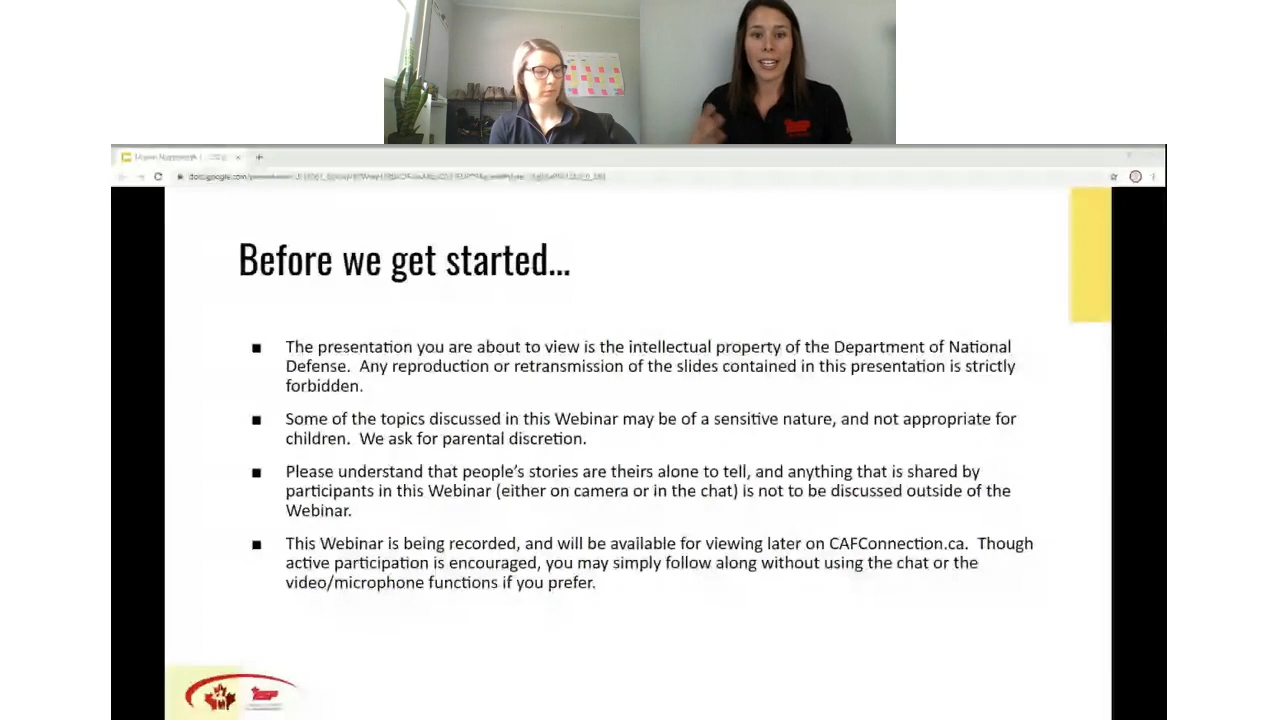 Before we get started...
■ The presentation you are about to view is the intellectual property of the Department of National
Defense. Any reproduction or retransmission of the slides contained in this presentation is strictly
forbidden.
■ Some of the topics discussed in this Webinar may be of a sensitive nature, and not appropriate for
children. We ask for parental discretion.
■ Please understand that people's stories are theirs alone to tell, and anything that is shared by
participants in this Webinar (either on camera or in the chat) is not to be discussed outside of the
Webinar.
■ This Webinar is being recorded, and will be available for viewing later on CAFConnection.ca. Though
active participation is encouraged, you may simply follow along without using the chat or the
video/microphone functions if you prefer.